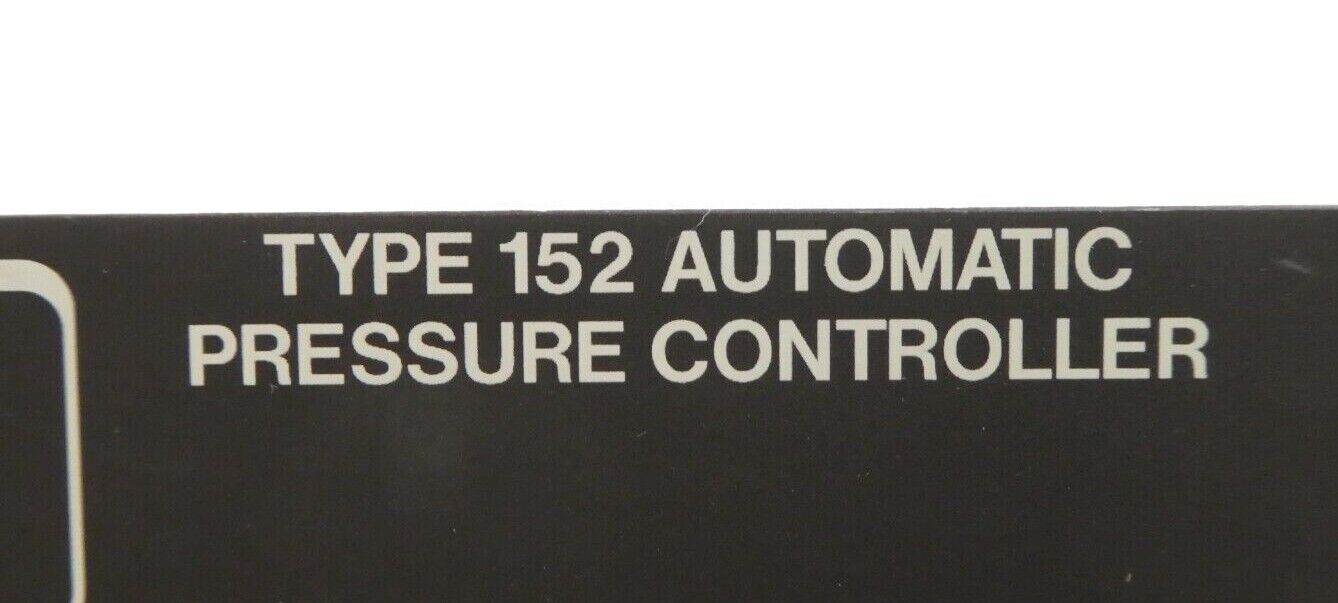 TYPE 152 AUTOMATIC
PRESSURE CONTROLLER